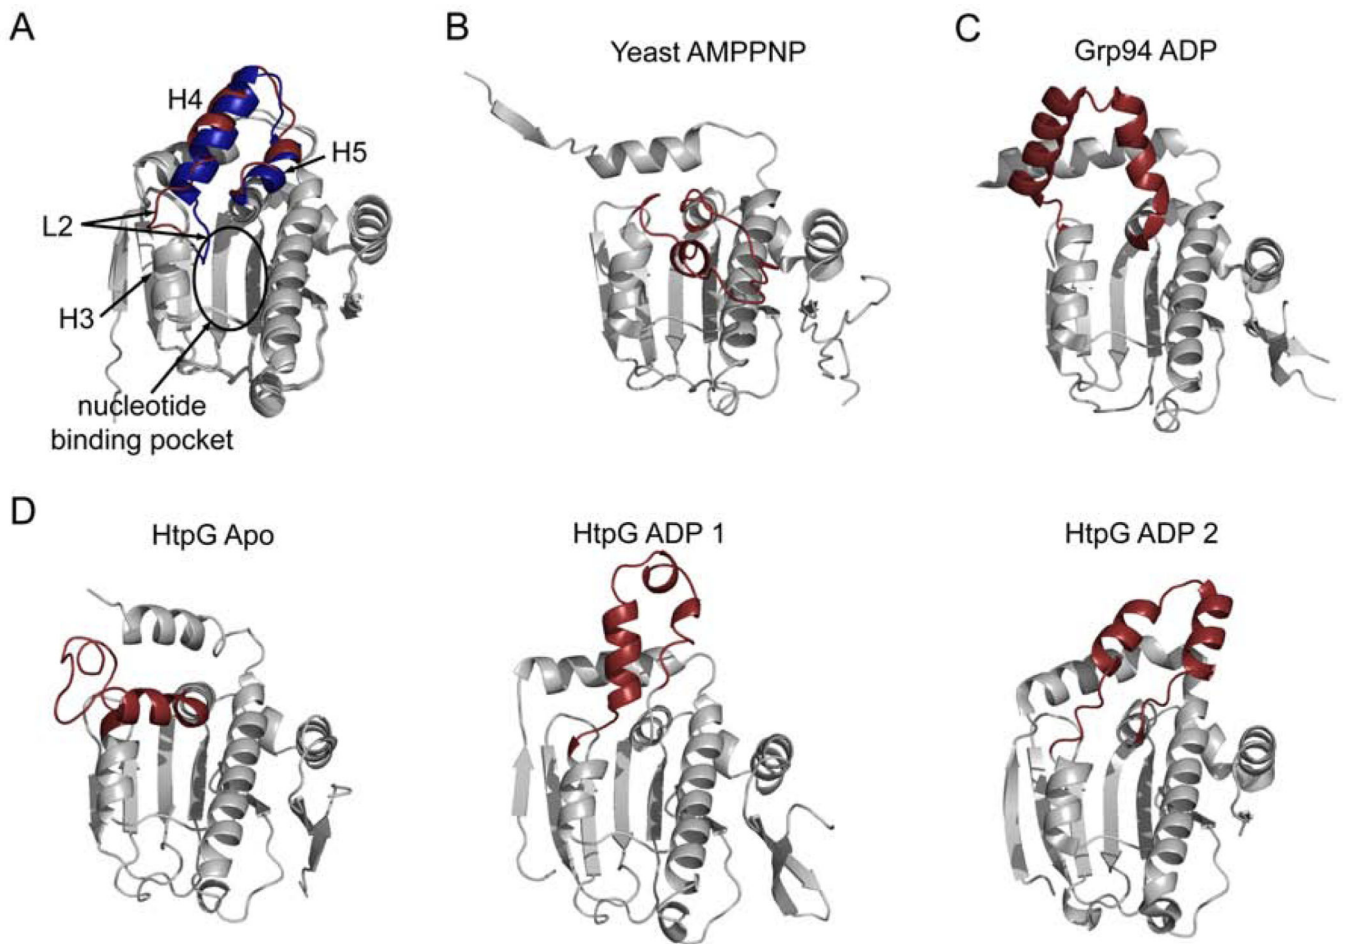 A
H4
H5
L2
H3
nucleotide
binding pocket
B
Yeast AMPPNP
C
Grp94 ADP
D
HtpG Apo
HtpG ADP 1
HtpG ADP 2